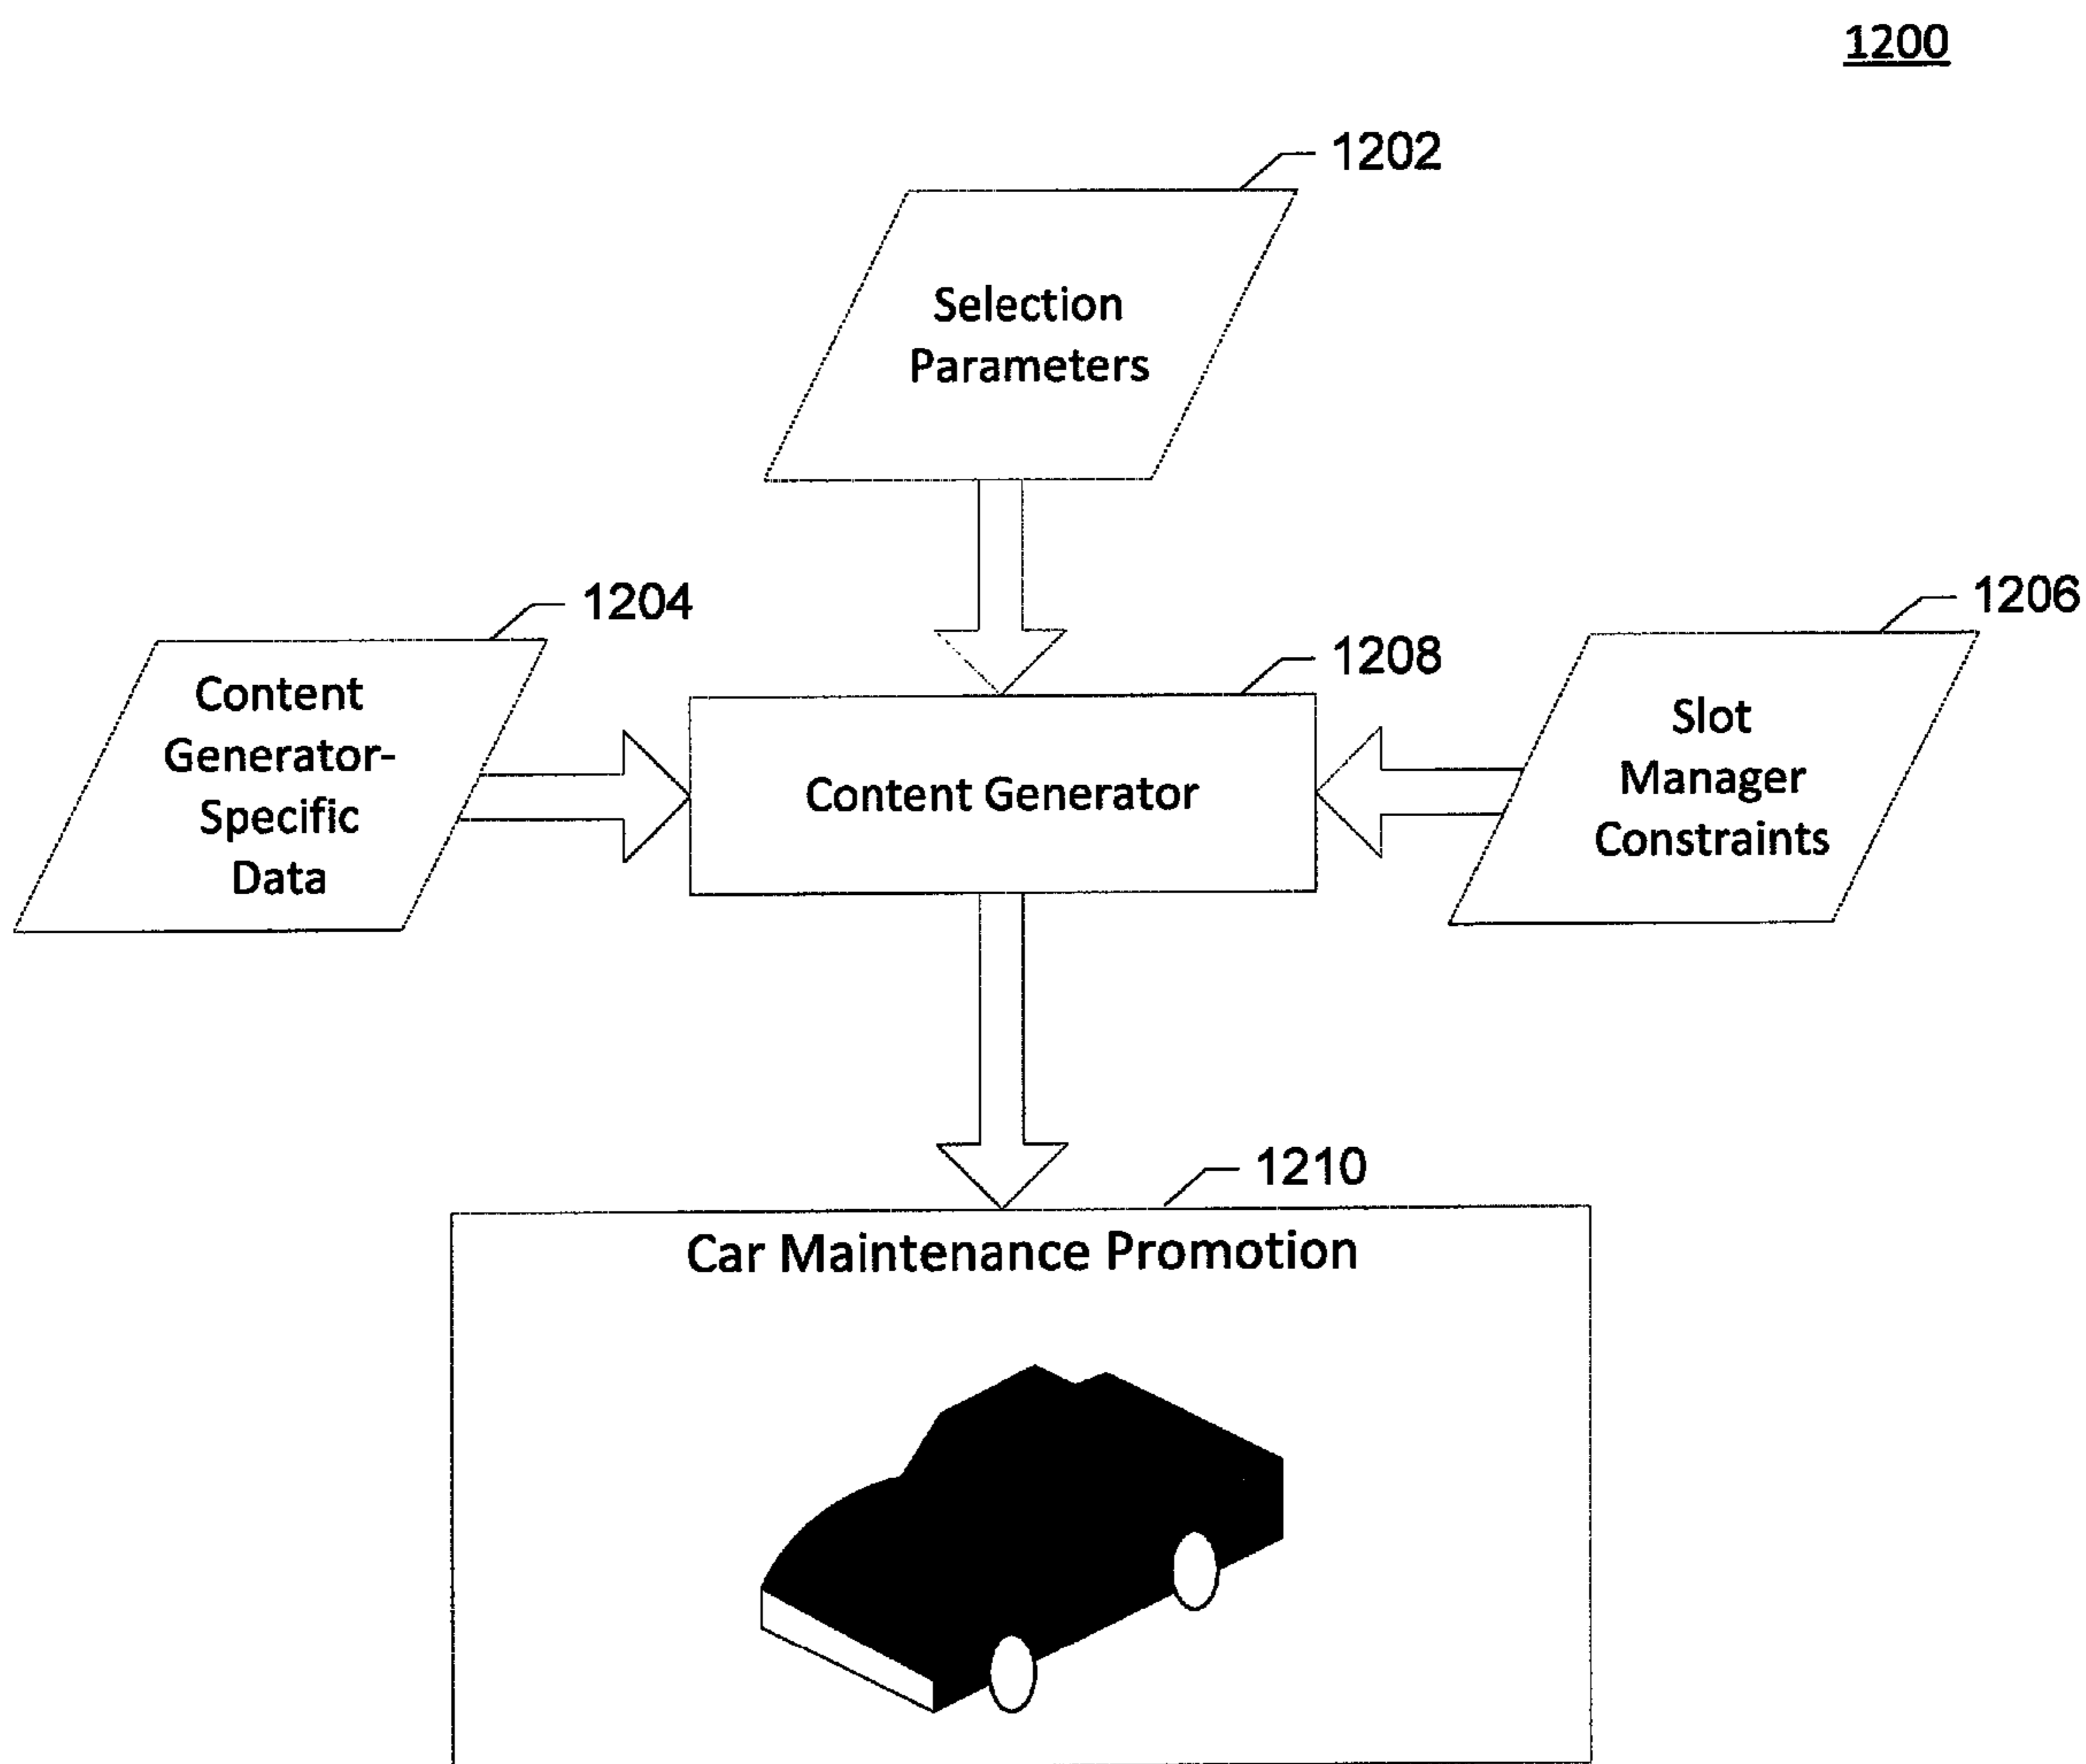 1200
1202
Selection
Parameters
1204
Content
Generator-
Specific
Data
1208
Content Generator
1206
Slot
Manager
Constraints
1210
Car Maintenance Promotion